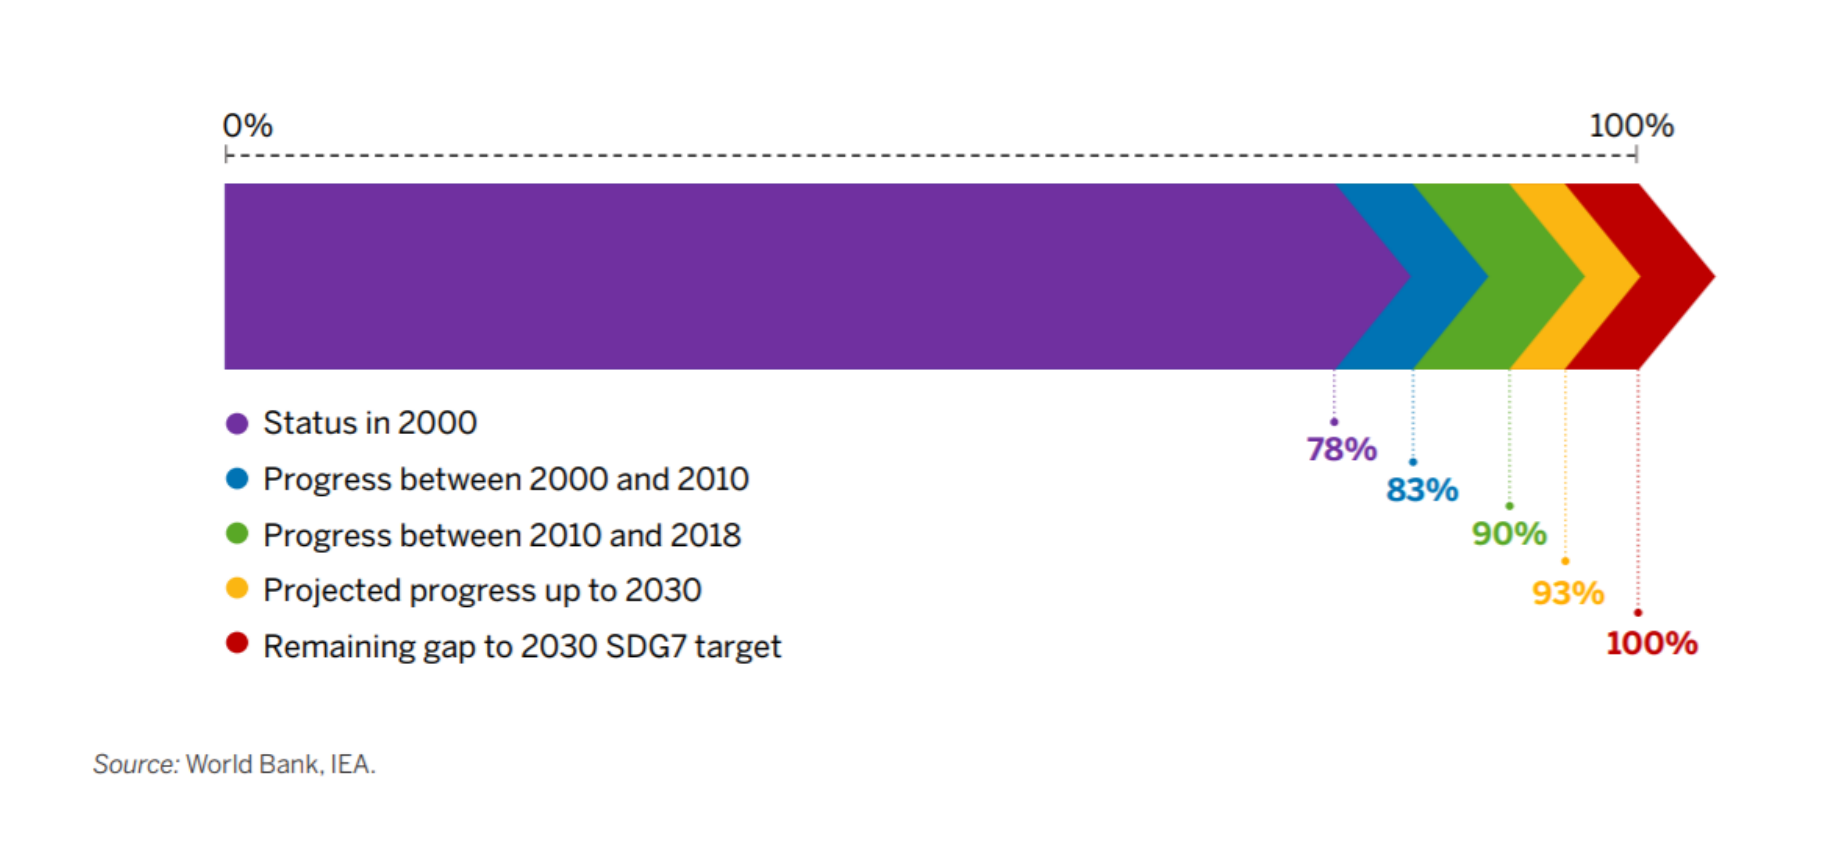 0%
100%
Status in 2000
Progress between 2000 and 2010
Progress between 2010 and 2018
Projected progress up to 2030
Remaining gap to 2030 SDG7 target
78%
83%
90%
93%
100%
Source: World Bank, IEA.